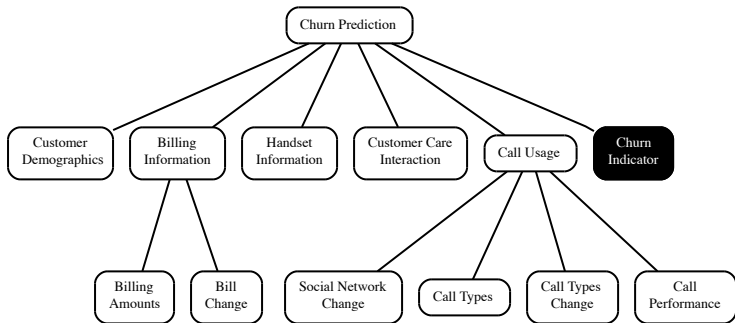 Churn Prediction
Customer
Demographics
Billing
Information
Handset
Information
Customer Care
Interaction
Call Usage
Churn
Indicator
Billing
Amounts
Bill
Change
Social Network
Change
Call Types
Call Types
Change
Call
Performance